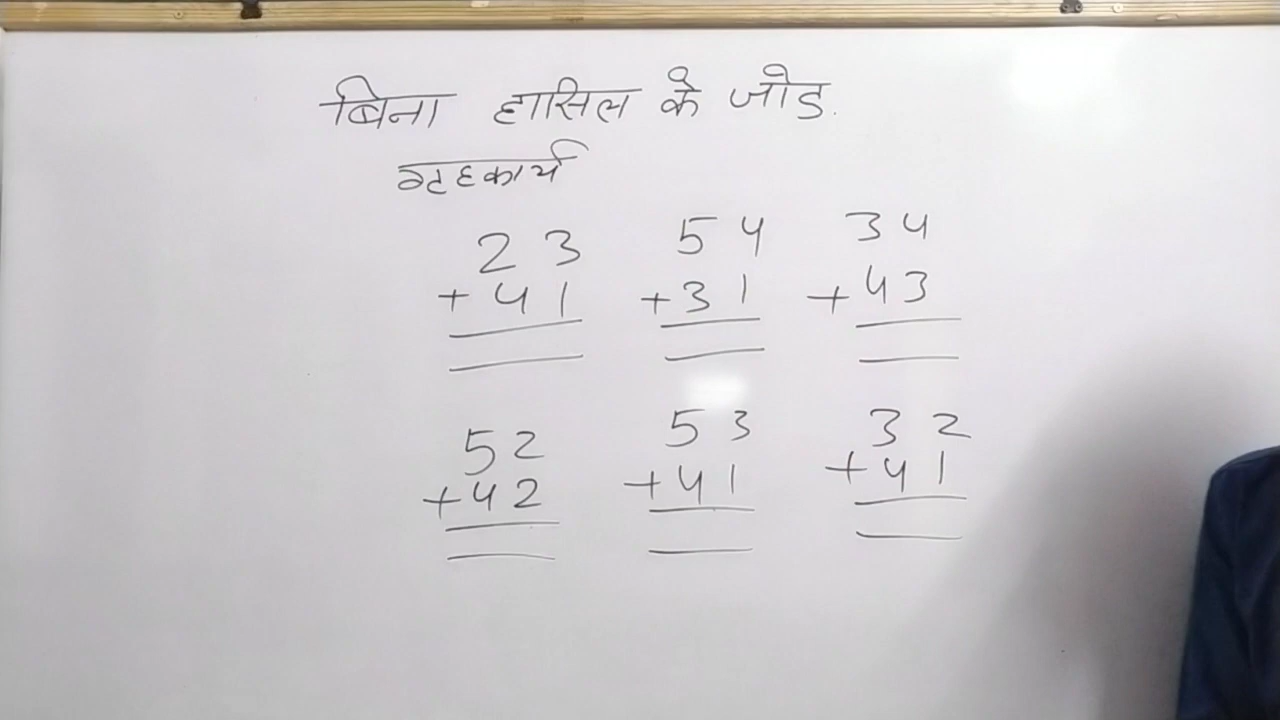 बिना हासिल के जोड.
गृहकार्य
23 54 34
+41 +31 +43
52 53 32
+42 +41 +41